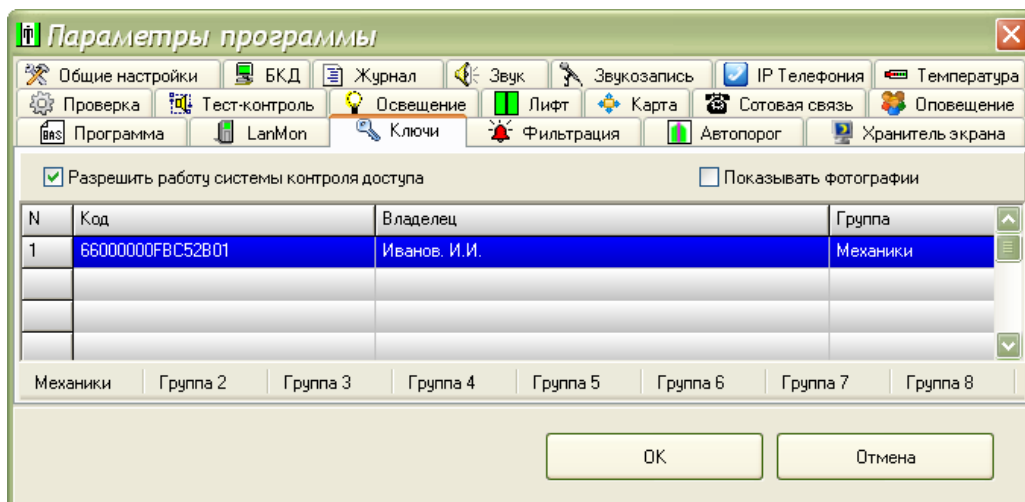 Параметры программы
Общие настройки БКД Журнал Звук Звукозапись IP Телефония Температура
Проверка Тест-контроль Освещение Лифт Карта Сотовая связь Оповещение
BAS Программа LanMon Ключи Фильтрация Автопорог Хранитель экрана
Разрешить работу системы контроля доступа Показывать фотографии
N Код Владелец Группа
1 66000000FBC52B01 Иванов. И.И. Механики
Механики Группа 2 Группа 3 Группа 4 Группа 5 Группа 6 Группа 7 Группа 8
OK Отмена